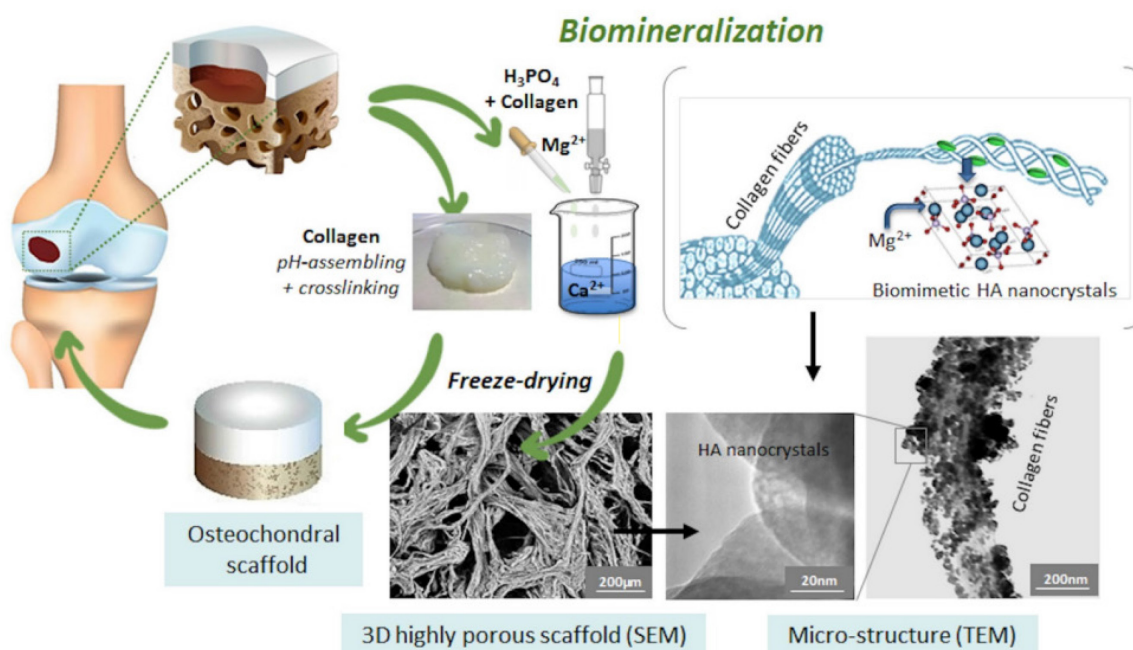 Biomineralization
H₃PO₄
+ Collagen
Mg²⁺
Collagen
pH-assembling
+ crosslinking
Ca²⁺
Collagen fibers
Mg²⁺
Biomimetic HA nanocrystals
Freeze-drying
HA nanocrystals
Collagen fibers
200µm
20nm
200nm
Osteochondral
scaffold
3D highly porous scaffold (SEM)
Micro-structure (TEM)